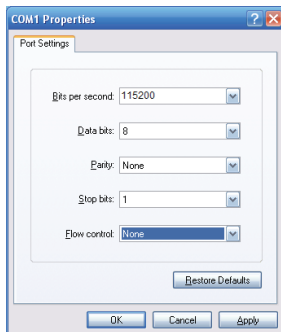 COM1 Properties
Port Settings
Bits per second: 115200
Data bits: 8
Parity: None
Stop bits: 1
Flow control: None
Restore Defaults
OK Cancel Apply